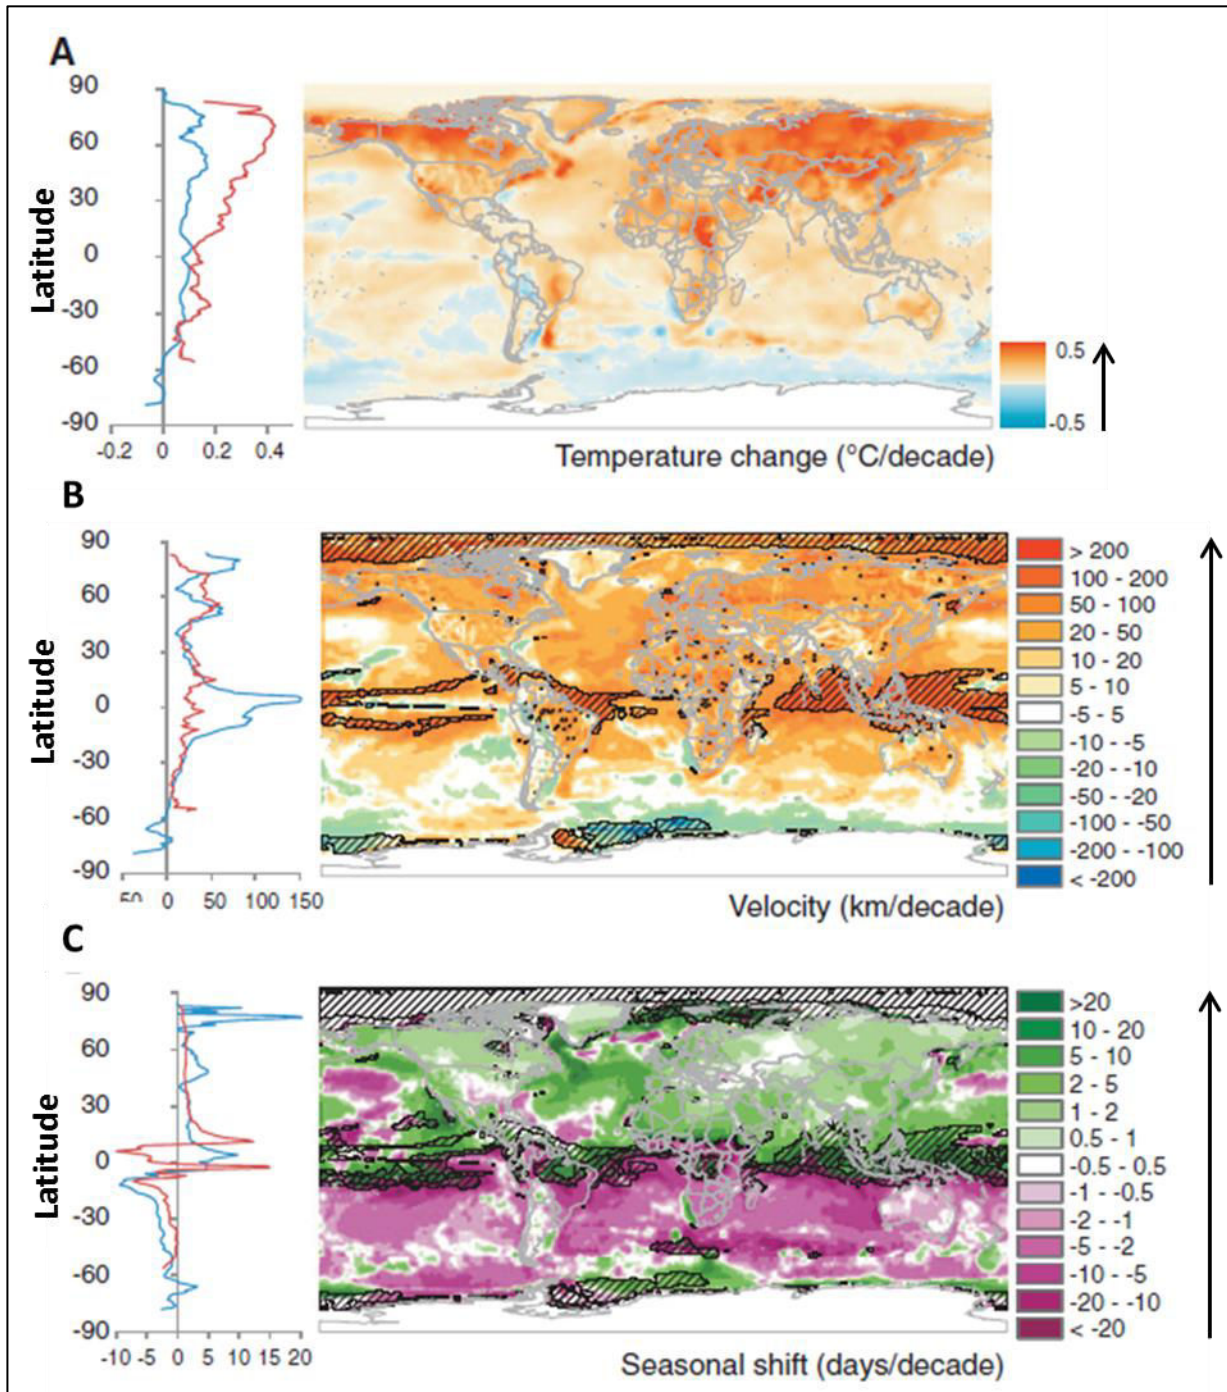 A
90
60
30
0
-30
-60
-90
Latitude
-0.2 0 0.2 0.4
0.5
-0.5
Temperature change (°C/decade)
B
90
60
30
0
-30
-60
-90
Latitude
0 50 100 150
> 200
100 - 200
50 - 100
20 - 50
10 - 20
5 - 10
-5 - 5
-10 - -5
-20 - -10
-50 - -20
-100 - -50
-200 - -100
< -200
Velocity (km/decade)
C
90
60
30
0
-30
-60
-90
Latitude
-10 -5 0 5 10 15 20
>20
10 - 20
5 - 10
2 - 5
1 - 2
0.5 - 1
-0.5 - 0.5
-1 - -0.5
-2 - -1
-5 - -2
-10 - -5
-20 - -10
< -20
Seasonal shift (days/decade)